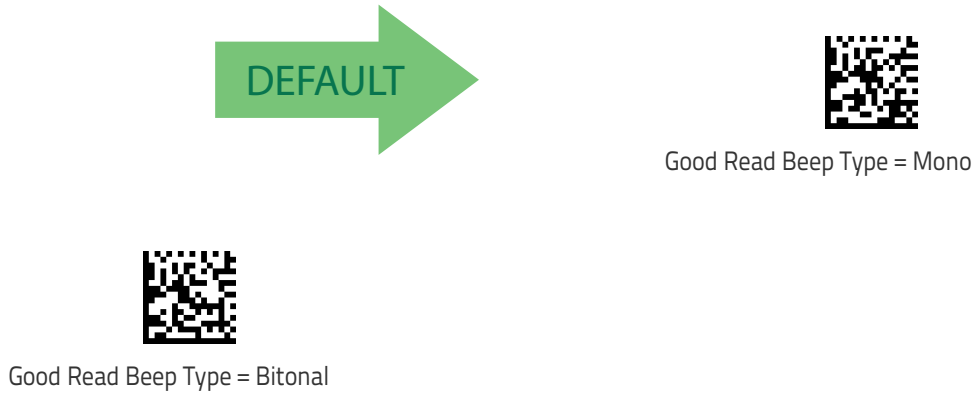 DEFAULT
Good Read Beep Type = Mono
Good Read Beep Type = Bitonal